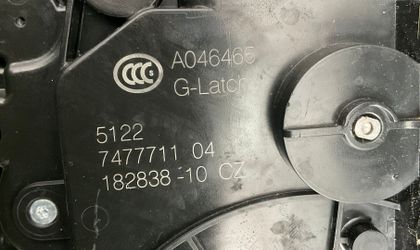 CCC A046465
G-Latch
5122
7477711 04
182838-10 CZ